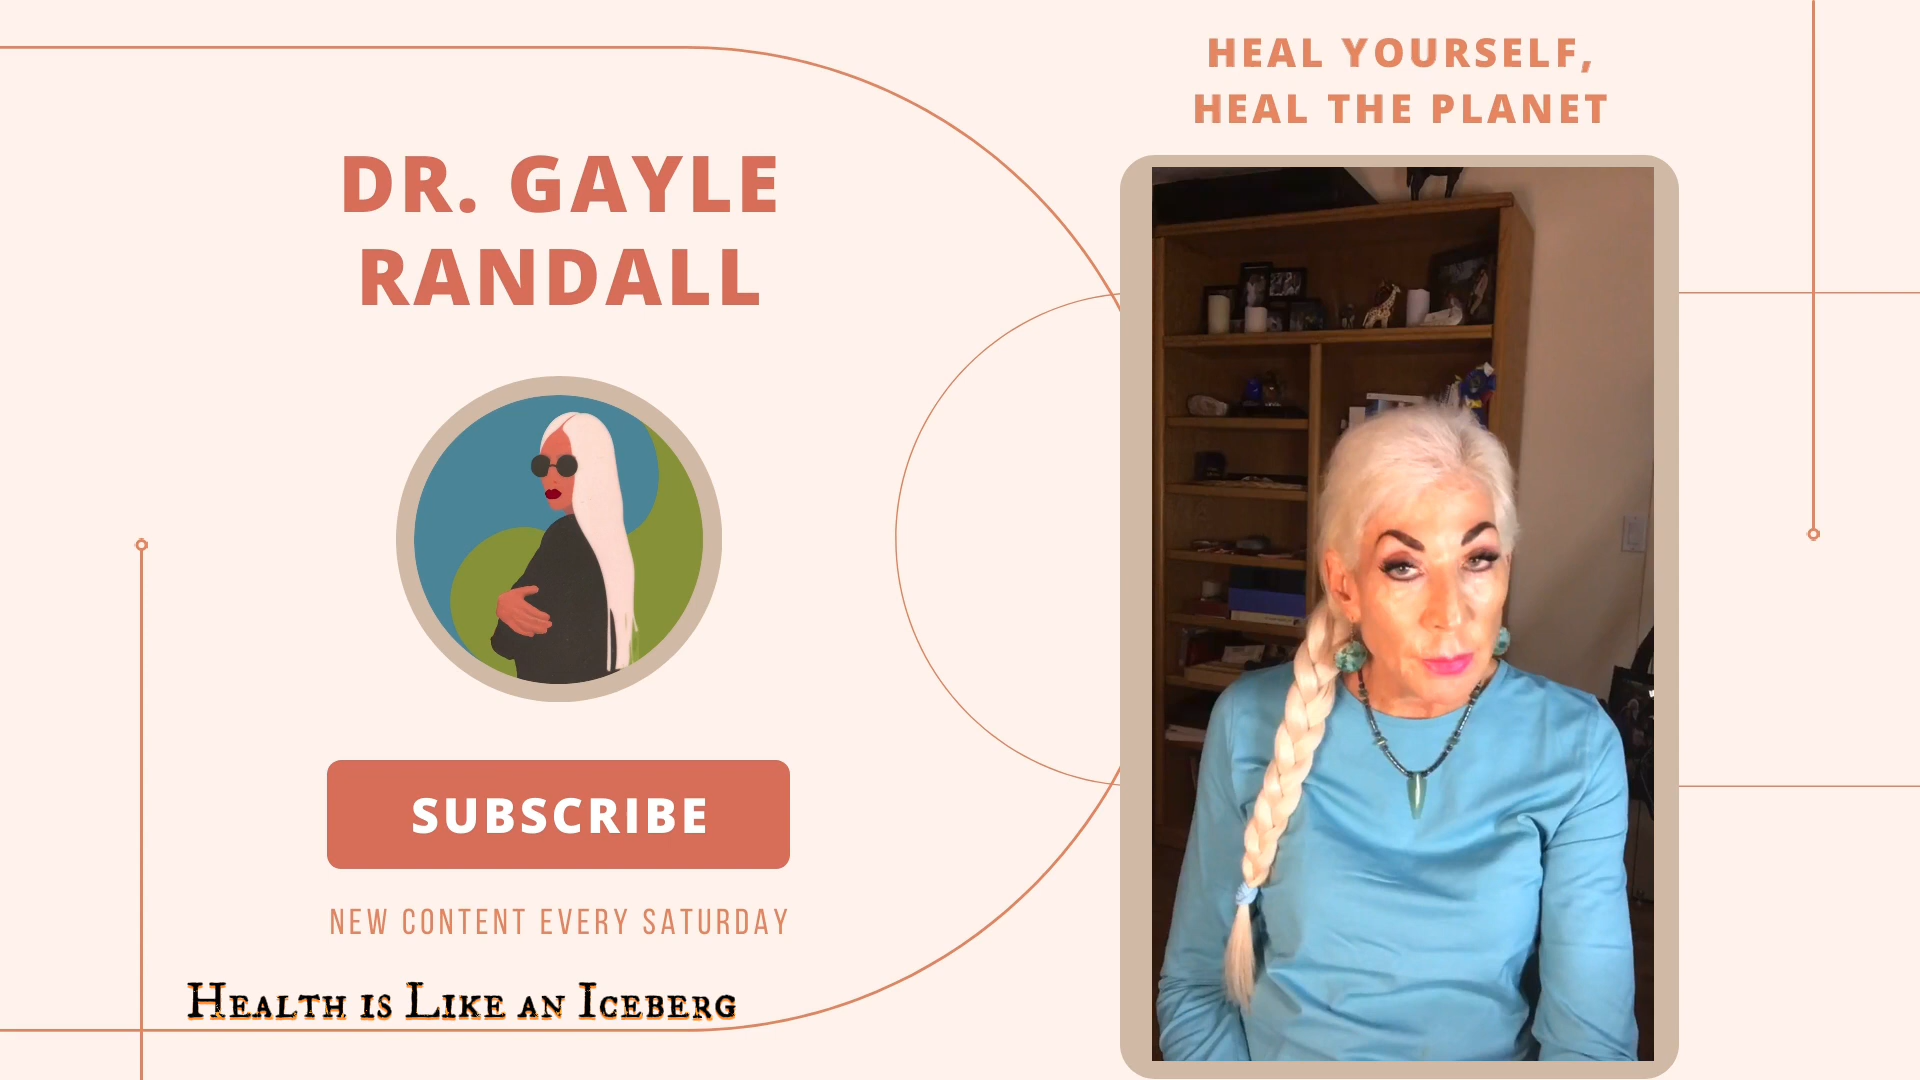 DR. GAYLE
RANDALL
SUBSCRIBE
NEW CONTENT EVERY SATURDAY
Health is Like an Iceberg
HEAL YOURSELF,
HEAL THE PLANET